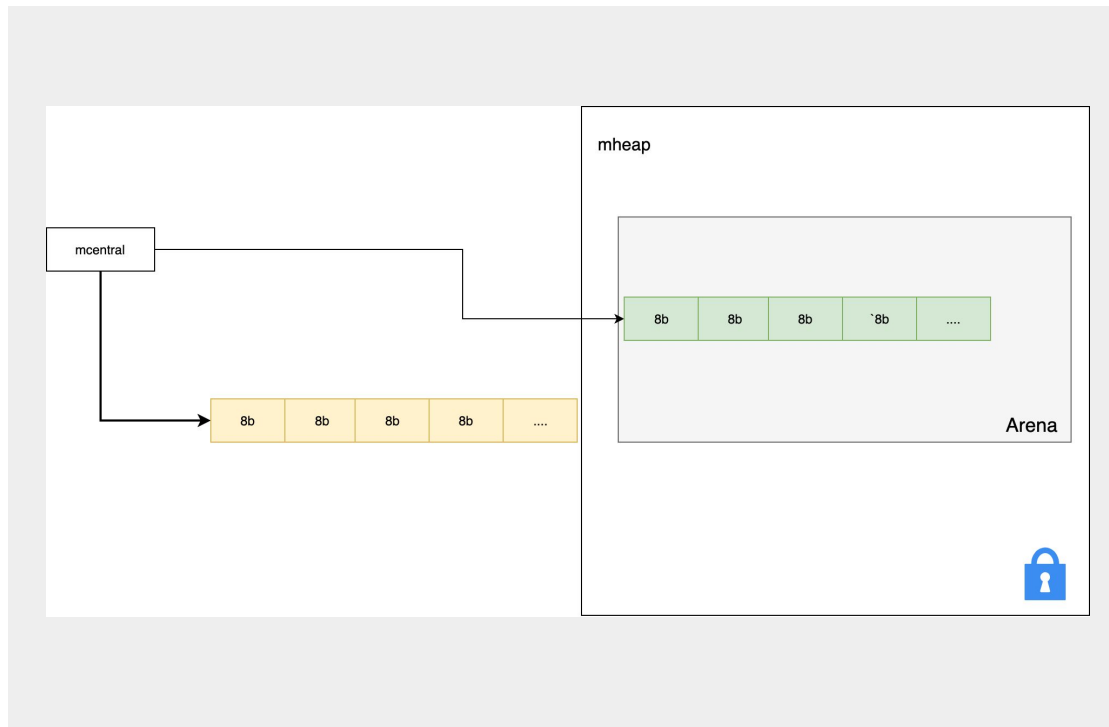 mheap
mcentral
8b 8b 8b `8b ....
8b 8b 8b 8b ....
Arena